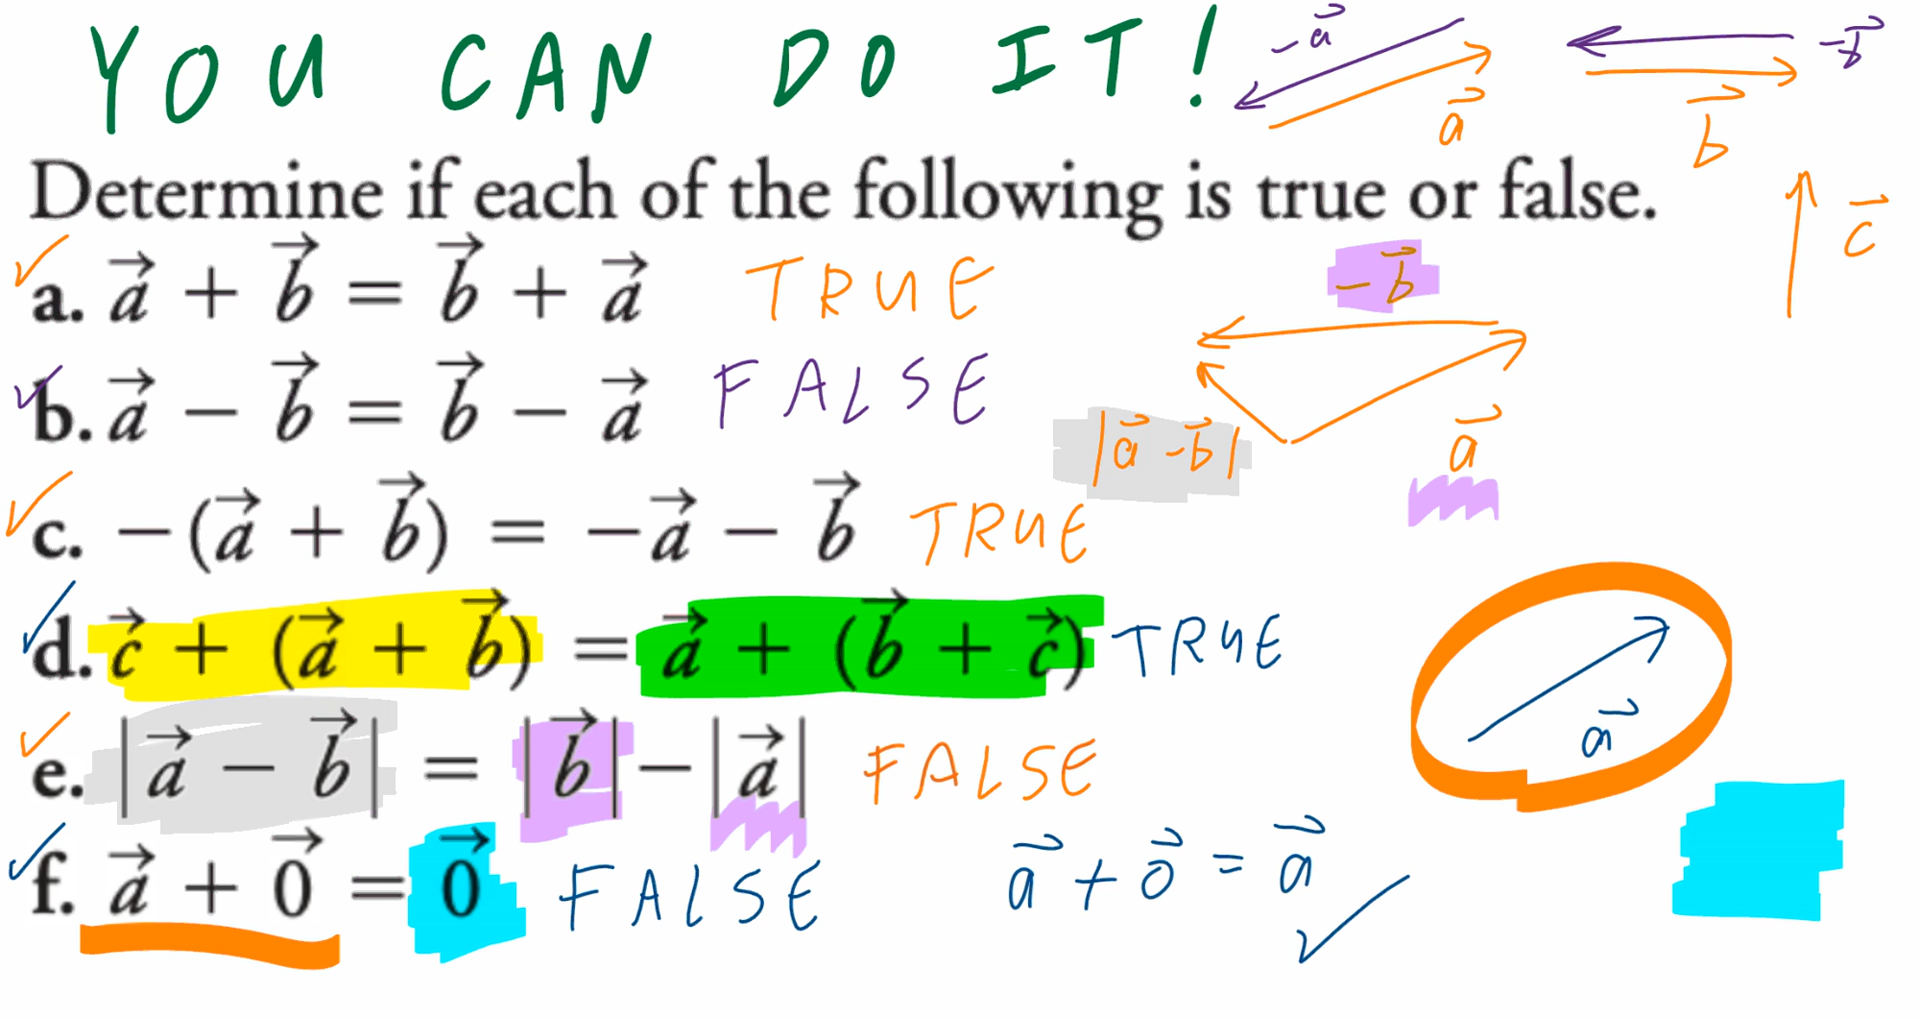 YOU CAN DO IT!
-a⃗
a⃗
-b⃗
b⃗
Determine if each of the following is true or false.
c⃗
a. a⃗ + b⃗ = b⃗ + a⃗ TRUE
-b⃗
b. a⃗ − b⃗ = b⃗ − a⃗ FALSE
|a⃗ - b⃗|
a⃗
c. −(a⃗ + b⃗) = −a⃗ − b⃗ TRUE
d. c⃗ + (a⃗ + b⃗) = a⃗ + (b⃗ + c⃗) TRUE
a⃗
e. |a⃗ − b⃗| = |b⃗| − |a⃗| FALSE
f. a⃗ + 0⃗ = 0⃗ FALSE
a⃗ + 0⃗ = a⃗